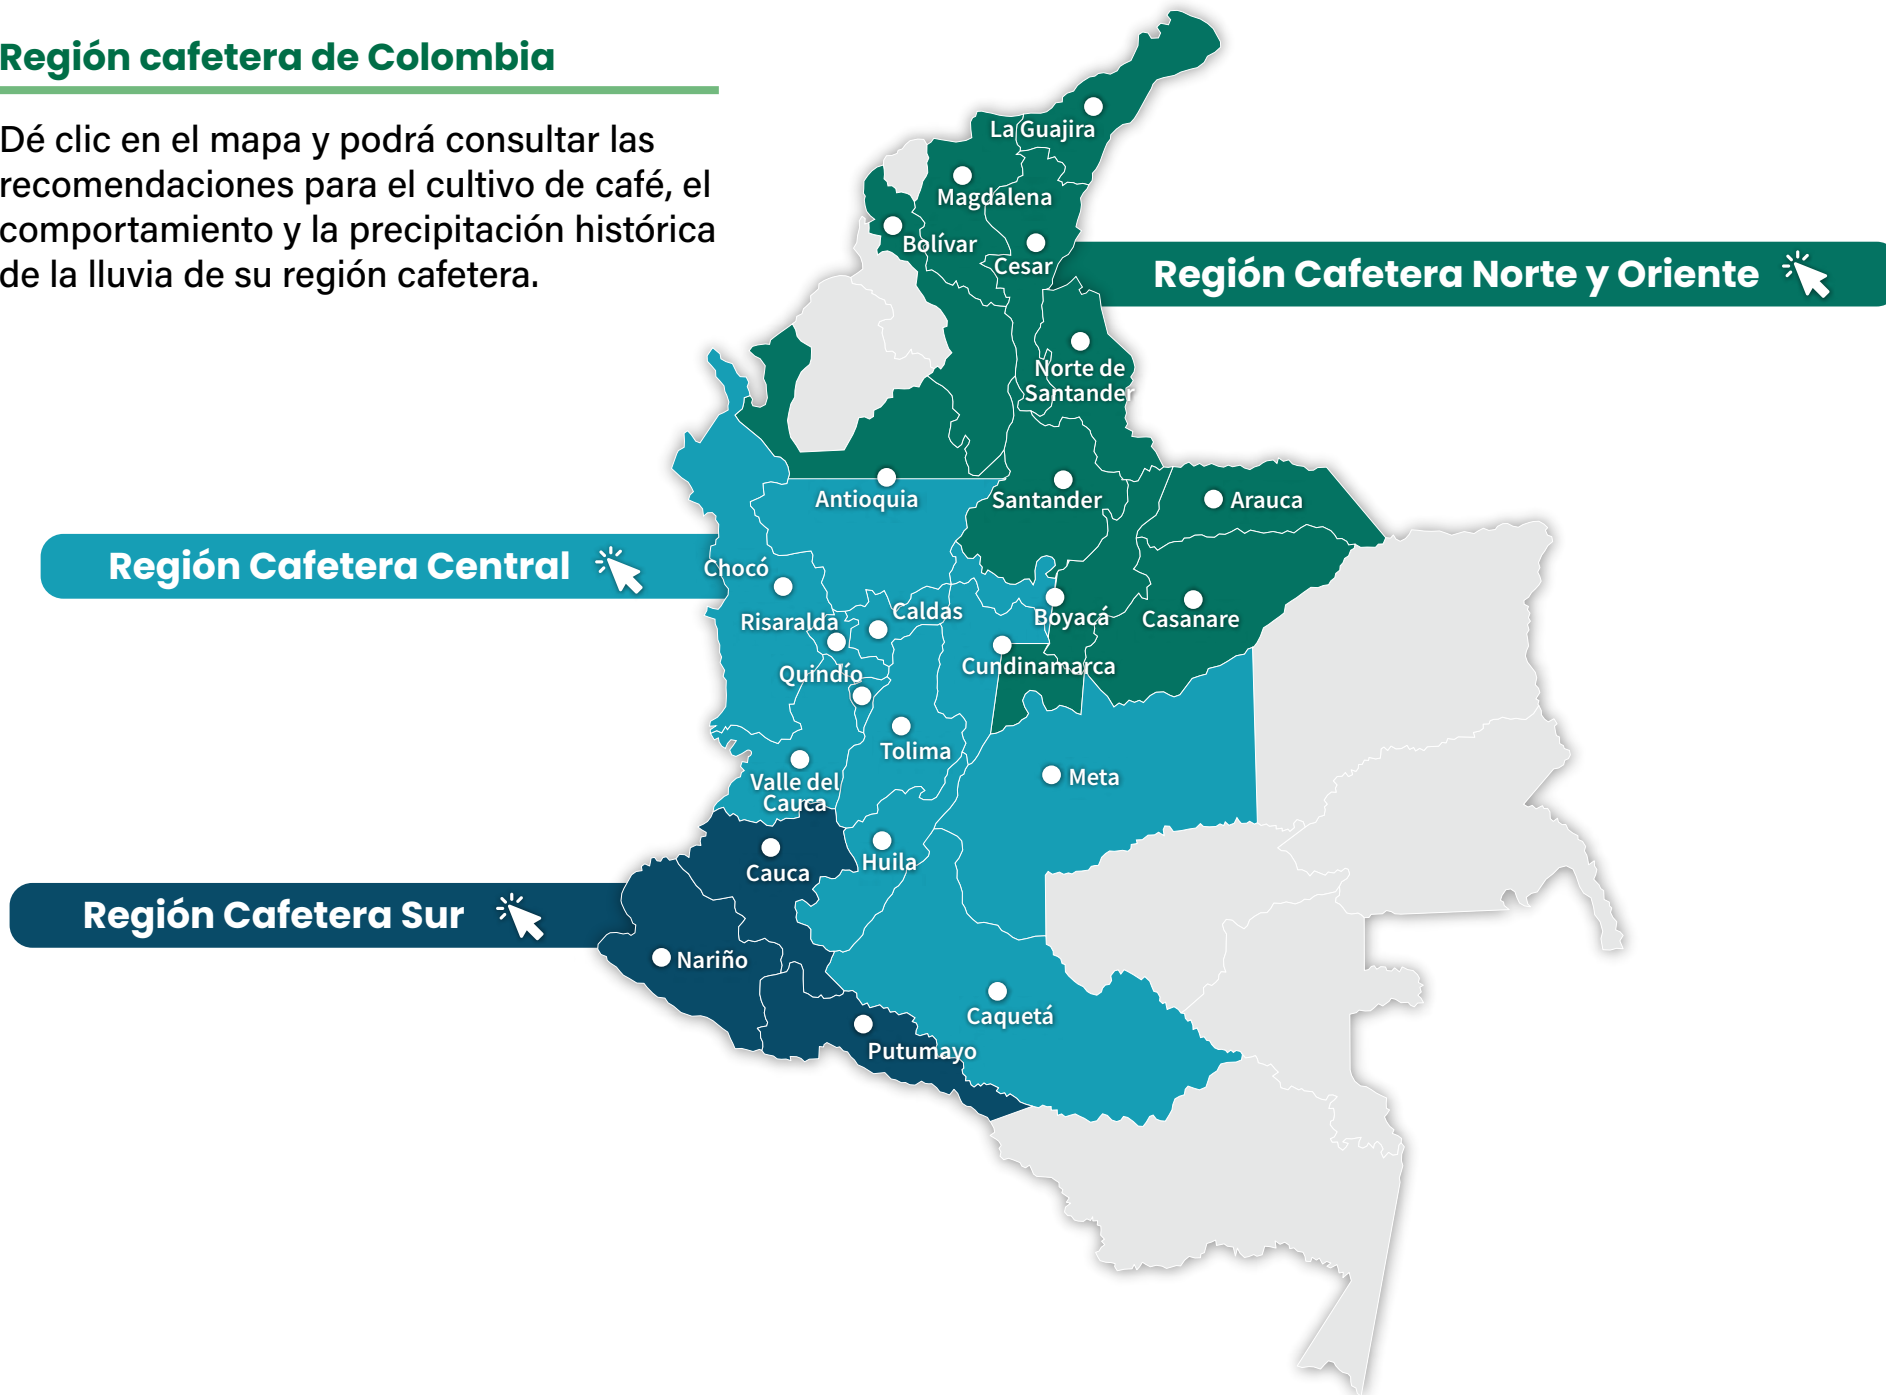 Región cafetera de Colombia
Dé clic en el mapa y podrá consultar las
recomendaciones para el cultivo de café, el
comportamiento y la precipitación histórica
de la lluvia de su región cafetera.
La Guajira
Magdalena
Bolívar
Cesar
Región Cafetera Norte y Oriente
Norte de
Santander
Antioquia
Santander
Arauca
Región Cafetera Central
Chocó
Caldas
Risaralda
Boyacá
Casanare
Quindío
Cundinamarca
Tolima
Meta
Valle del
Cauca
Huila
Cauca
Región Cafetera Sur
Nariño
Caquetá
Putumayo